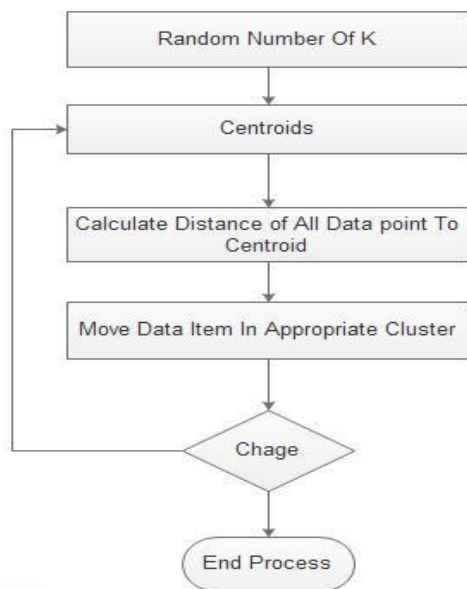 Random Number Of K
Centroids
Calculate Distance of All Data point To
Centroid
Move Data Item In Appropriate Cluster
Chage
End Process